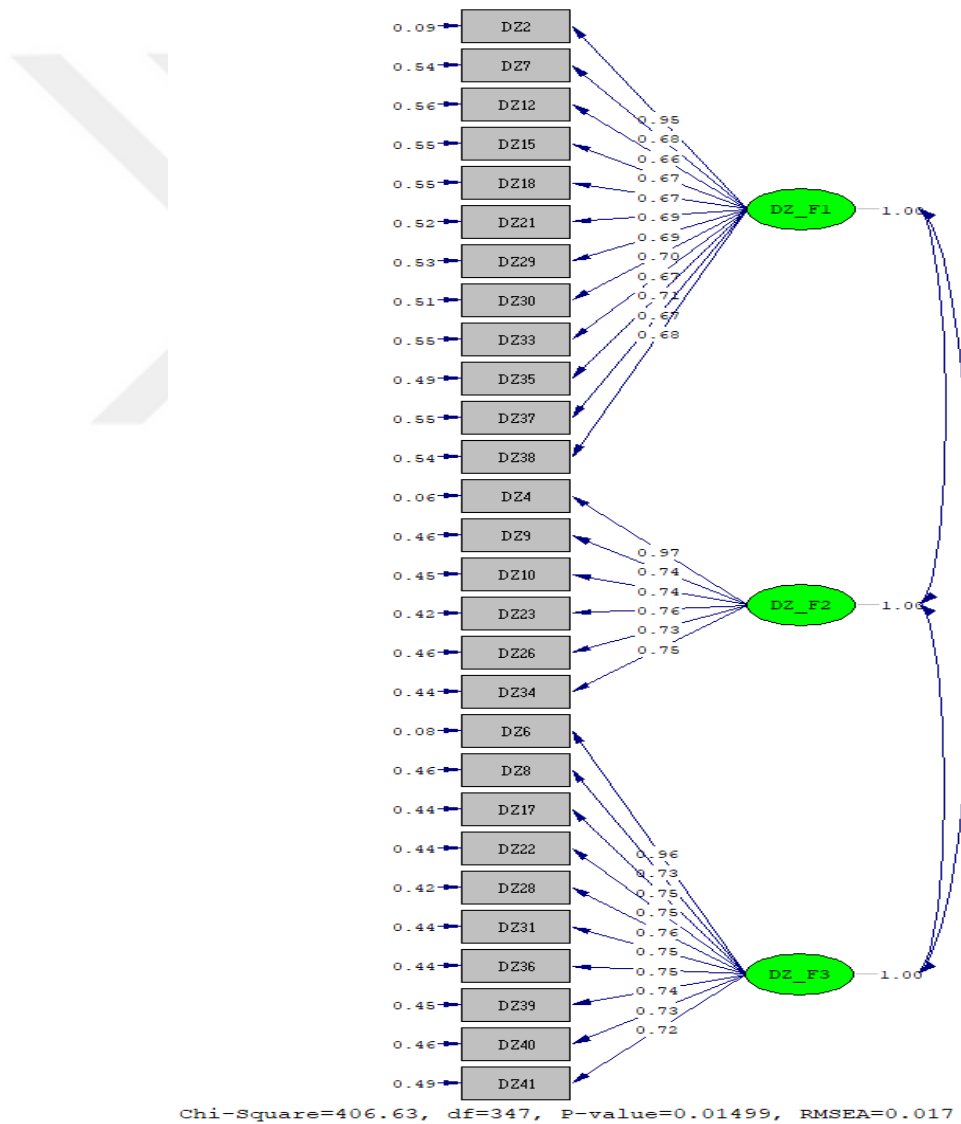 0.09 DZ2
0.54 DZ7
0.56 DZ12
0.95
0.55 DZ15
0.68
0.66
0.55 DZ18
0.67
0.67
DZ_F1 1.00
0.52 DZ21
0.69
0.69
0.53 DZ29
0.70
0.67
0.51 DZ30
0.71
0.67
0.55 DZ33
0.68
0.49 DZ35
0.55 DZ37
0.54 DZ38
0.06 DZ4
0.46 DZ9
0.97
0.45 DZ10
0.74
0.74
DZ_F2 1.00
0.42 DZ23
0.76
0.73
0.46 DZ26
0.75
0.44 DZ34
0.08 DZ6
0.46 DZ8
0.44 DZ17
0.44 DZ22
0.96
0.73
0.42 DZ28
0.75
0.75
0.44 DZ31
0.76
0.75
0.44 DZ36
0.75
DZ_F3 1.00
0.74
0.45 DZ39
0.73
0.72
0.46 DZ40
0.49 DZ41
Chi-Square=406.63, df=347, P-value=0.01499, RMSEA=0.017